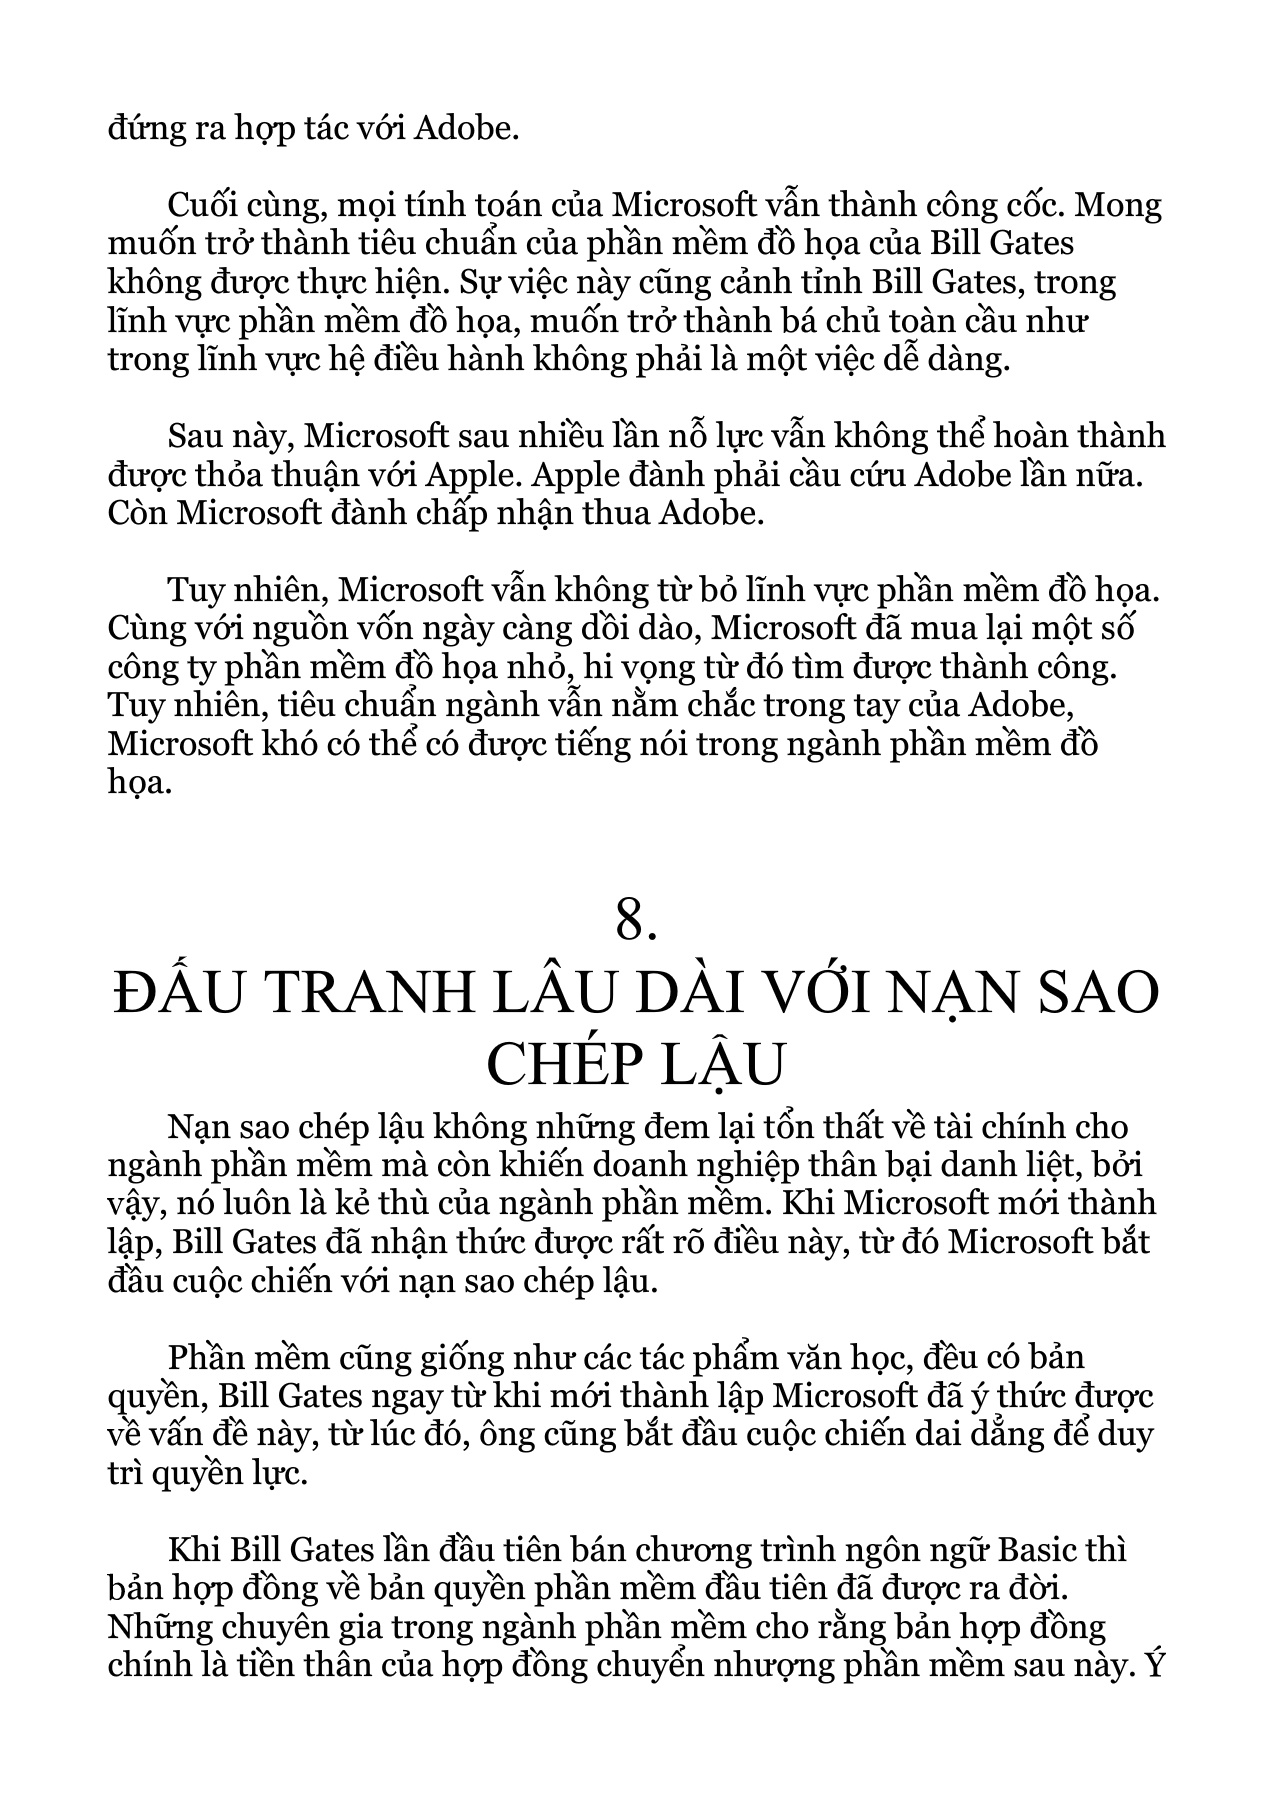 đứng ra hợp tác với Adobe.
Cuối cùng, mọi tính toán của Microsoft vẫn thành công cốc. Mong
muốn trở thành tiêu chuẩn của phần mềm đồ họa của Bill Gates
không được thực hiện. Sự việc này cũng cảnh tỉnh Bill Gates, trong
lĩnh vực phần mềm đồ họa, muốn trở thành bá chủ toàn cầu như
trong lĩnh vực hệ điều hành không phải là một việc dễ dàng.
Sau này, Microsoft sau nhiều lần nỗ lực vẫn không thể hoàn thành
được thỏa thuận với Apple. Apple đành phải cầu cứu Adobe lần nữa.
Còn Microsoft đành chấp nhận thua Adobe.
Tuy nhiên, Microsoft vẫn không từ bỏ lĩnh vực phần mềm đồ họa.
Cùng với nguồn vốn ngày càng dồi dào, Microsoft đã mua lại một số
công ty phần mềm đồ họa nhỏ, hi vọng từ đó tìm được thành công.
Tuy nhiên, tiêu chuẩn ngành vẫn nằm chắc trong tay của Adobe,
Microsoft khó có thể có được tiếng nói trong ngành phần mềm đồ
họa.
8.
ĐẤU TRANH LÂU DÀI VỚI NẠN SAO
CHÉP LẬU
Nạn sao chép lậu không những đem lại tổn thất về tài chính cho
ngành phần mềm mà còn khiến doanh nghiệp thân bại danh liệt, bởi
vậy, nó luôn là kẻ thù của ngành phần mềm. Khi Microsoft mới thành
lập, Bill Gates đã nhận thức được rất rõ điều này, từ đó Microsoft bắt
đầu cuộc chiến với nạn sao chép lậu.
Phần mềm cũng giống như các tác phẩm văn học, đều có bản
quyền, Bill Gates ngay từ khi mới thành lập Microsoft đã ý thức được
về vấn đề này, từ lúc đó, ông cũng bắt đầu cuộc chiến dai dẳng để duy
trì quyền lực.
Khi Bill Gates lần đầu tiên bán chương trình ngôn ngữ Basic thì
bản hợp đồng về bản quyền phần mềm đầu tiên đã được ra đời.
Những chuyên gia trong ngành phần mềm cho rằng bản hợp đồng
chính là tiền thân của hợp đồng chuyển nhượng phần mềm sau này. Ý